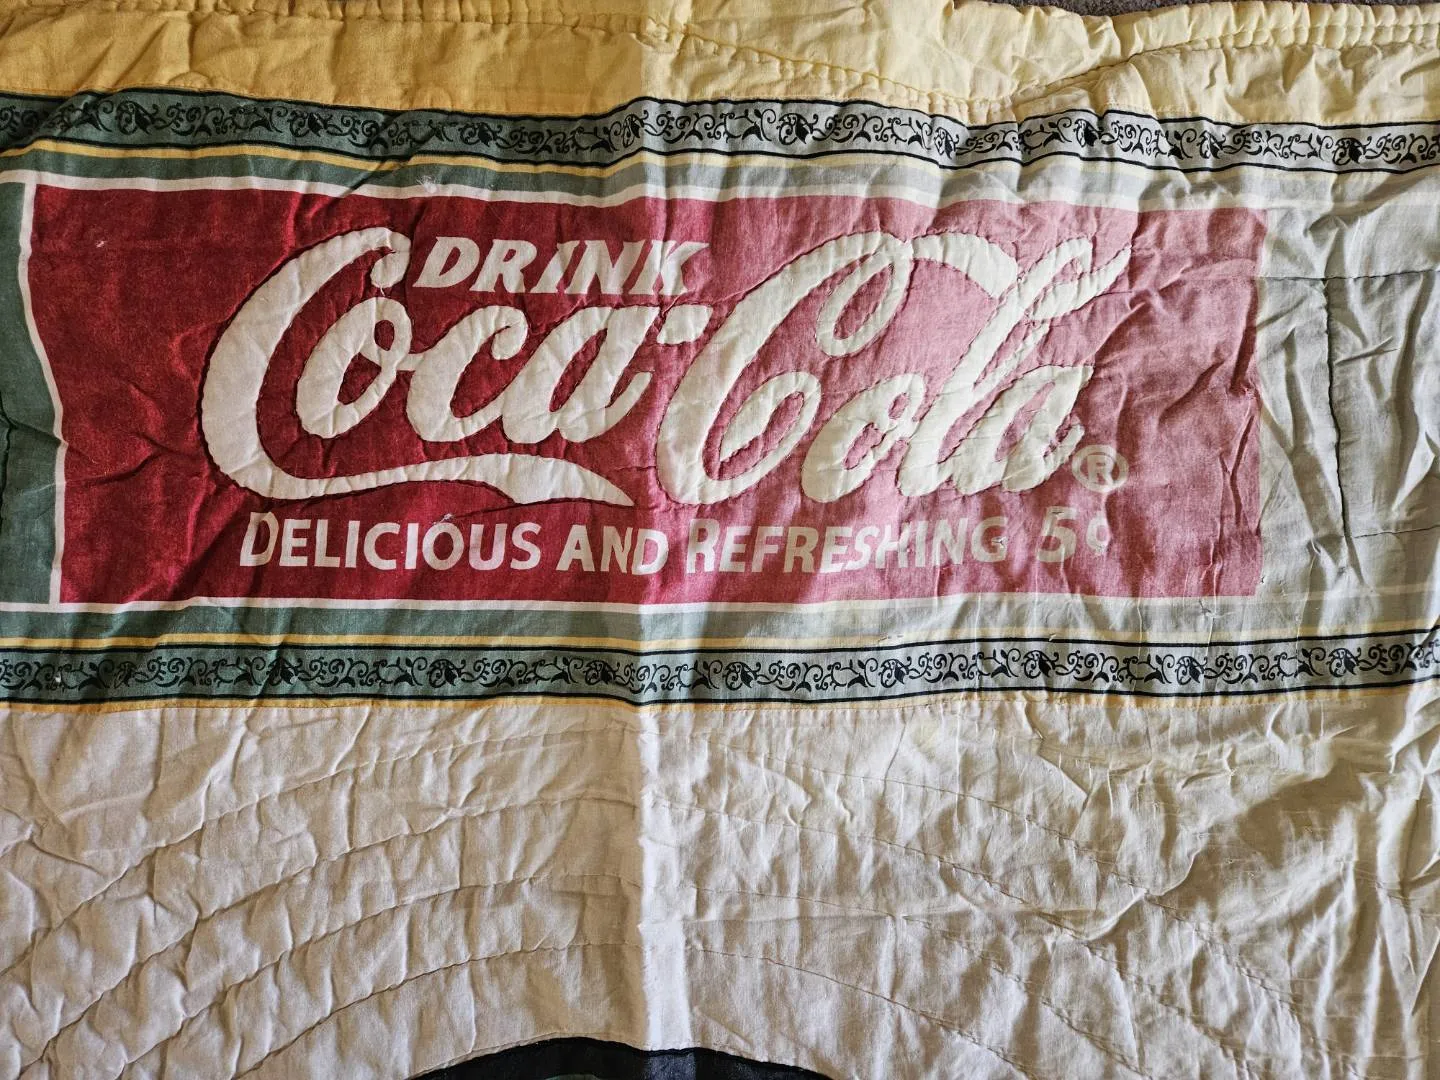 DRINK
Coca-Cola®
DELICIOUS AND REFRESHING 5¢